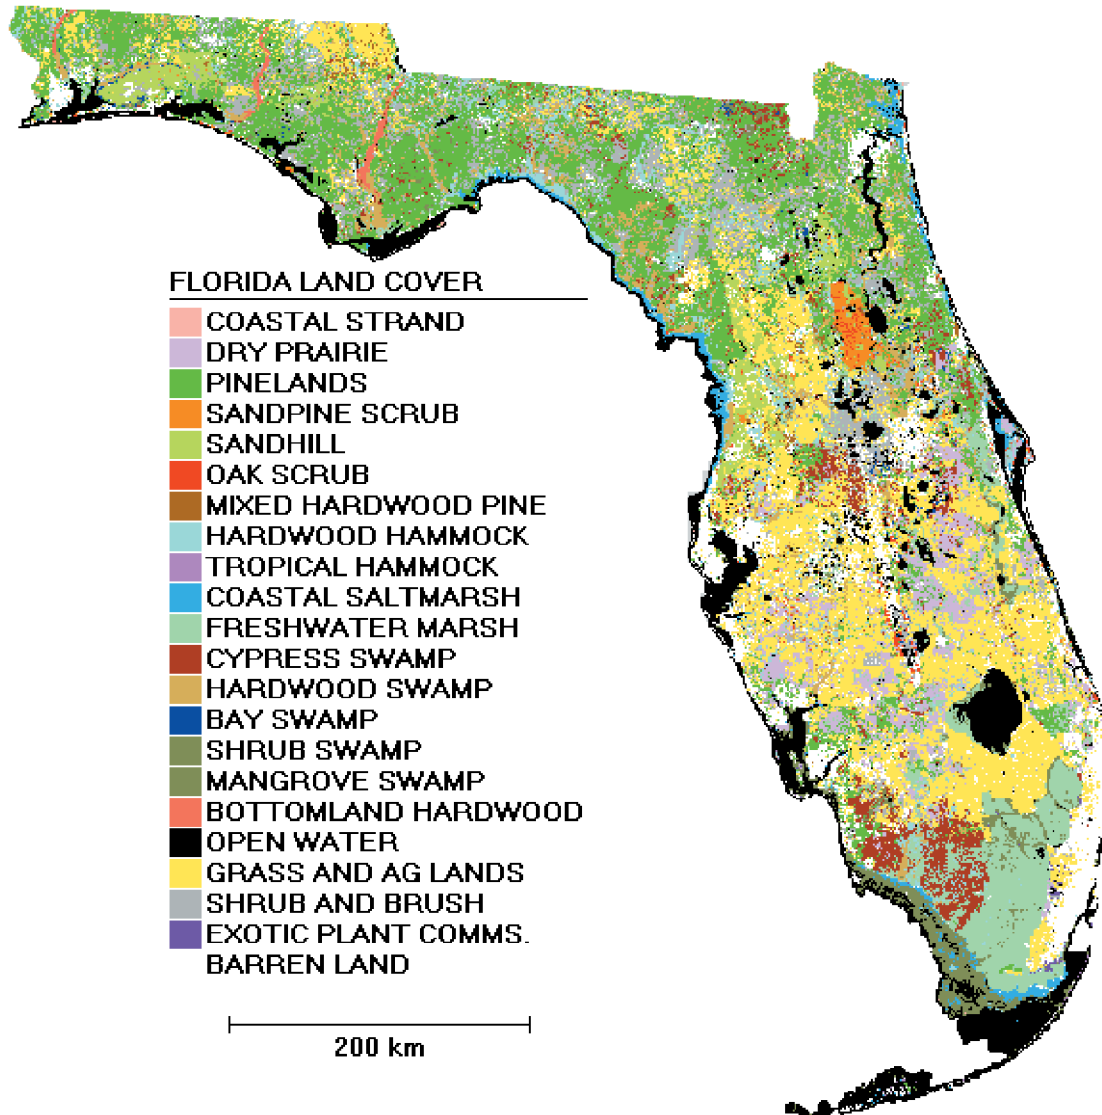 FLORIDA LAND COVER
COASTAL STRAND
DRY PRAIRIE
PINELANDS
SANDPINE SCRUB
SANDHILL
OAK SCRUB
MIXED HARDWOOD PINE
HARDWOOD HAMMOCK
TROPICAL HAMMOCK
COASTAL SALTMARSH
FRESHWATER MARSH
CYPRESS SWAMP
HARDWOOD SWAMP
BAY SWAMP
SHRUB SWAMP
MANGROVE SWAMP
BOTTOMLAND HARDWOOD
OPEN WATER
GRASS AND AG LANDS
SHRUB AND BRUSH
EXOTIC PLANT COMMS.
BARREN LAND
200 km